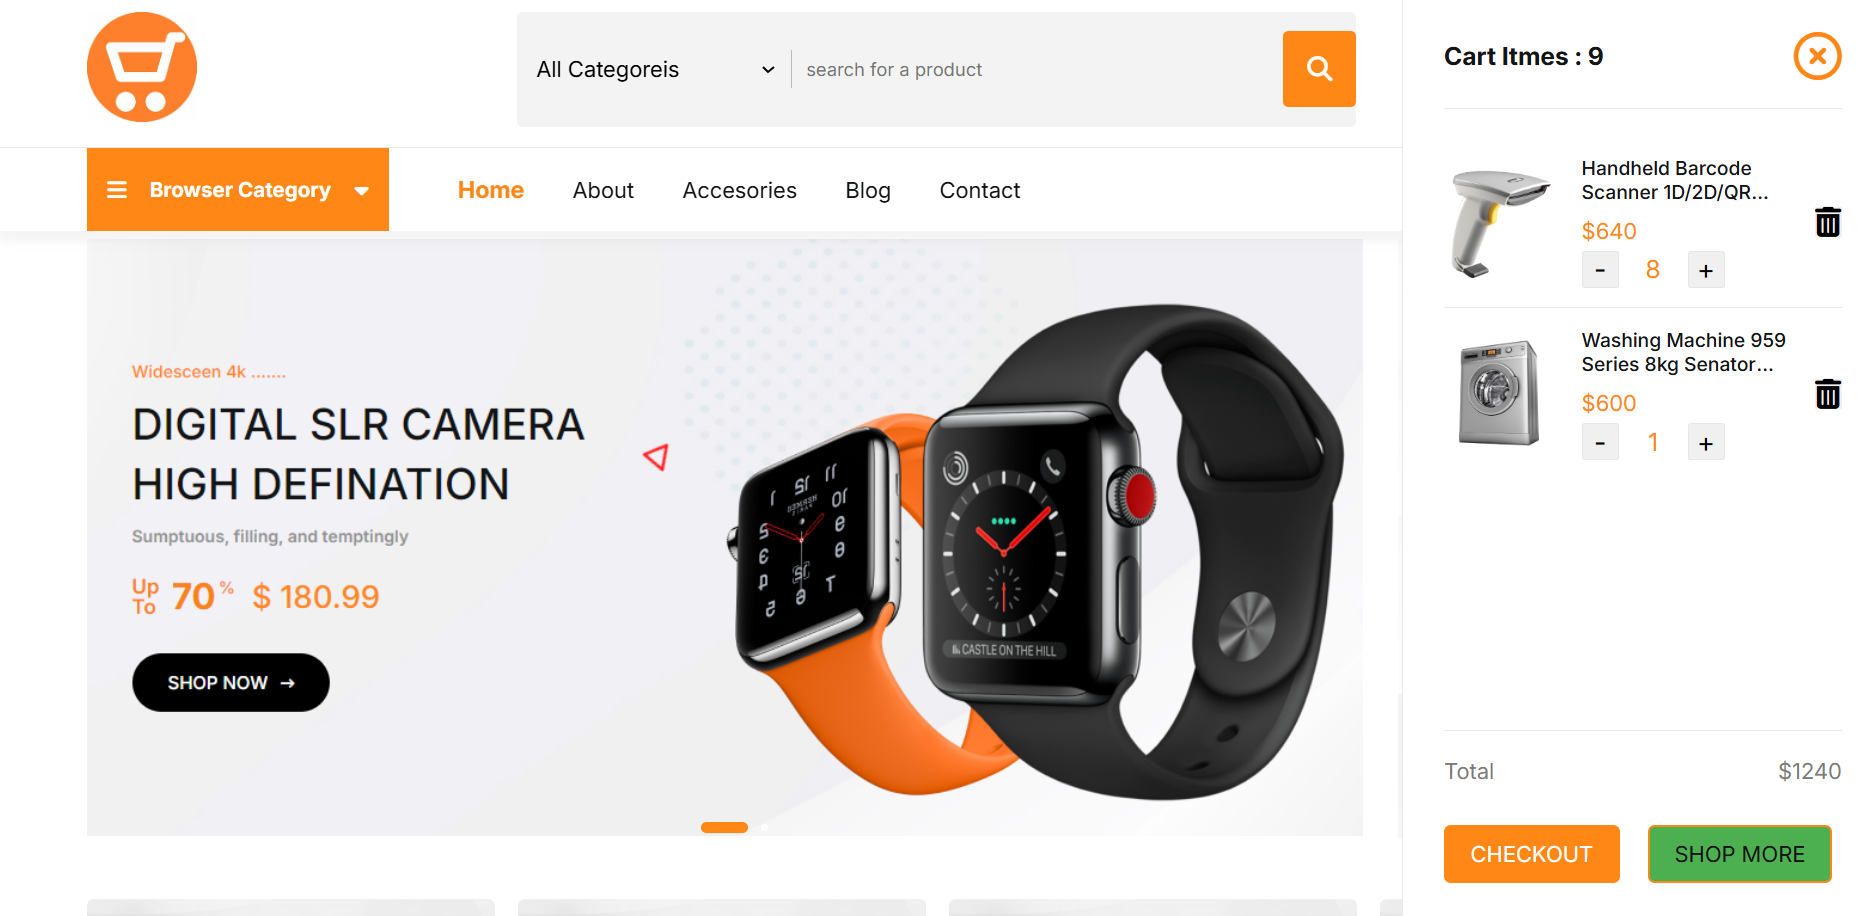 All Categoreis
search for a product
Cart Itmes : 9
Browser Category
Home
About
Accesories
Blog
Contact
Widesceen 4k .......
DIGITAL SLR CAMERA
HIGH DEFINATION
Sumptuous, filling, and temptingly
Up To 70% $ 180.99
SHOP NOW →
CASTLE ON THE HILL
Handheld Barcode
Scanner 1D/2D/QR...
$640
- 8 +
Washing Machine 959
Series 8kg Senator...
$600
- 1 +
Total
$1240
CHECKOUT
SHOP MORE